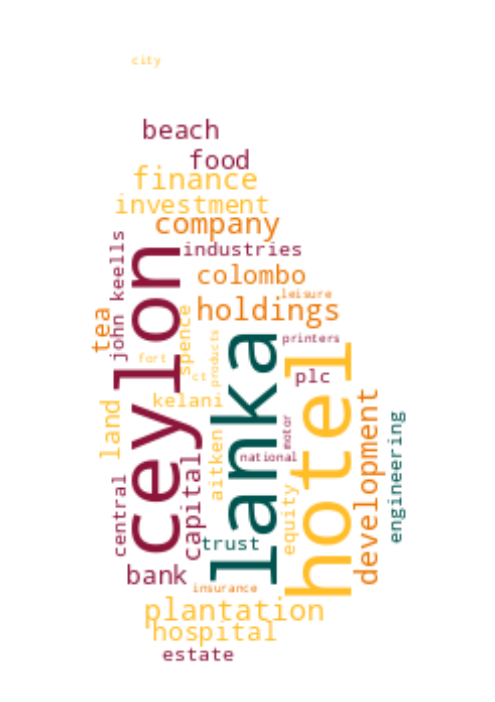 city
beach
food
finance
investment
company
industries
john keells
ceylon
colombo
leisure
holdings
tea
spence
fort
products
ct
kelani
printers
plc
lanka
hotel
land
aitken
motor
national
development
engineering
central
capital
equity
trust
bank
insurance
plantation
hospital
estate